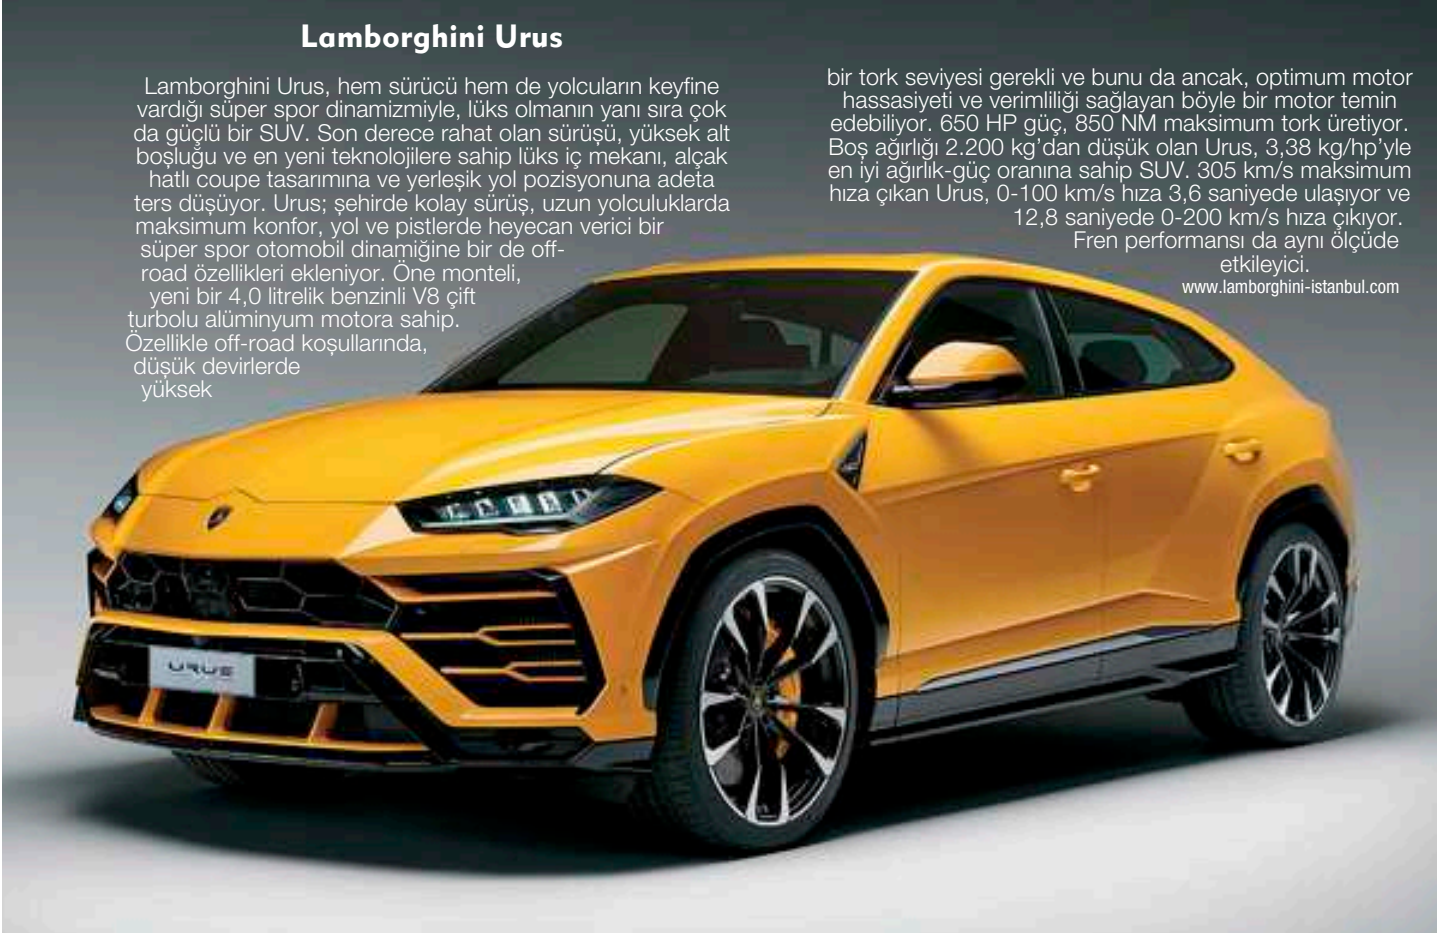 Lamborghini Urus
Lamborghini Urus, hem sürücü hem de yolcuların keyfine
vardığı süper spor dinamizmiyle, lüks olmanın yanı sıra çok
da güçlü bir SUV. Son derece rahat olan sürüşü, yüksek alt
boşluğu ve en yeni teknolojilere sahip lüks iç mekanı, alçak
hatlı coupe tasarımına ve yerleşik yol pozisyonuna adeta
ters düşüyor. Urus; şehirde kolay sürüş, uzun yolculuklarda
maksimum konfor, yol ve pistlerde heyecan verici bir
süper spor otomobil dinamiğine bir de off-
road özellikleri ekleniyor. Öne monteli,
yeni bir 4,0 litrelik benzinli V8 çift
turbolu alüminyum motora sahip.
Özellikle off-road koşullarında,
düşük devirlerde
yüksek
bir tork seviyesi gerekli ve bunu da ancak, optimum motor
hassasiyeti ve verimliliği sağlayan böyle bir motor temin
edebiliyor. 650 HP güç, 850 NM maksimum tork üretiyor.
Boş ağırlığı 2.200 kg’dan düşük olan Urus, 3,38 kg/hp’yle
en iyi ağırlık-güç oranına sahip SUV. 305 km/s maksimum
hıza çıkan Urus, 0-100 km/s hıza 3,6 saniyede ulaşıyor ve
12,8 saniyede 0-200 km/s hıza çıkıyor.
Fren performansı da aynı ölçüde
etkileyici.
www.lamborghini-istanbul.com
URUS